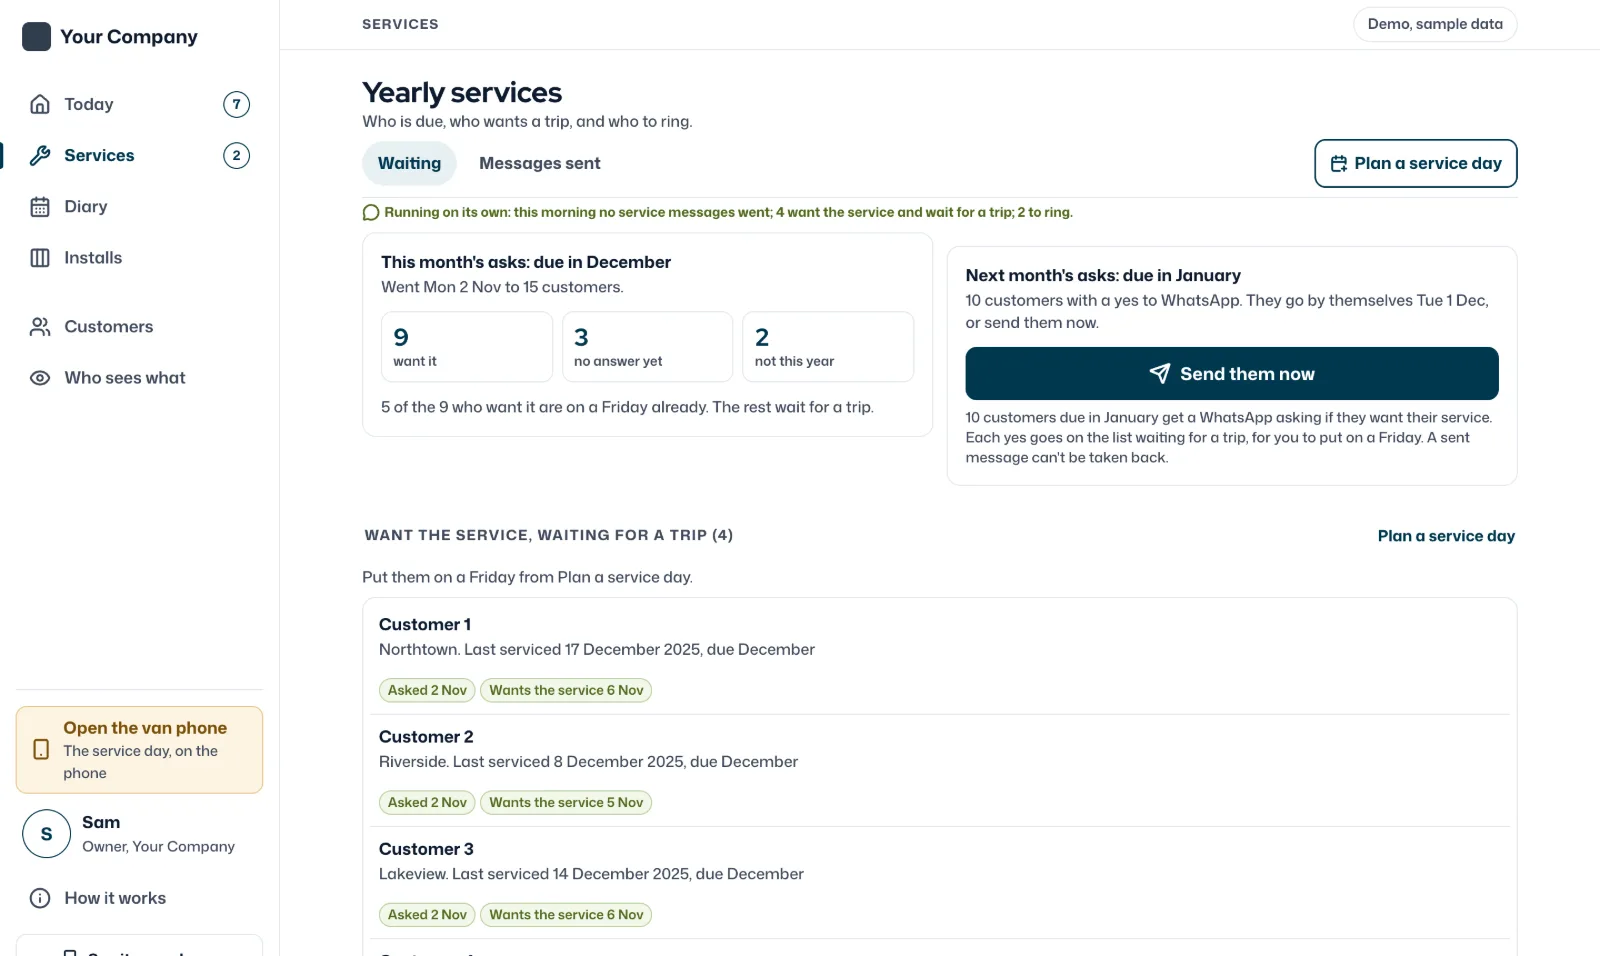 Your Company
Today
7
Services
2
Diary
Installs
Customers
Who sees what
Open the van phone
The service day, on the
phone
S
Sam
Owner, Your Company
How it works
SERVICES
Demo, sample data
Yearly services
Who is due, who wants a trip, and who to ring.
Waiting
Messages sent
Plan a service day
Running on its own: this morning no service messages went; 4 want the service and wait for a trip; 2 to ring.
This month's asks: due in December
Went Mon 2 Nov to 15 customers.
9
want it
3
no answer yet
2
not this year
5 of the 9 who want it are on a Friday already. The rest wait for a trip.
Next month's asks: due in January
10 customers with a yes to WhatsApp. They go by themselves Tue 1 Dec,
or send them now.
Send them now
10 customers due in January get a WhatsApp asking if they want their service.
Each yes goes on the list waiting for a trip, for you to put on a Friday. A sent
message can't be taken back.
WANT THE SERVICE, WAITING FOR A TRIP (4)
Plan a service day
Put them on a Friday from Plan a service day.
Customer 1
Northtown. Last serviced 17 December 2025, due December
Asked 2 Nov
Wants the service 6 Nov
Customer 2
Riverside. Last serviced 8 December 2025, due December
Asked 2 Nov
Wants the service 5 Nov
Customer 3
Lakeview. Last serviced 14 December 2025, due December
Asked 2 Nov
Wants the service 6 Nov